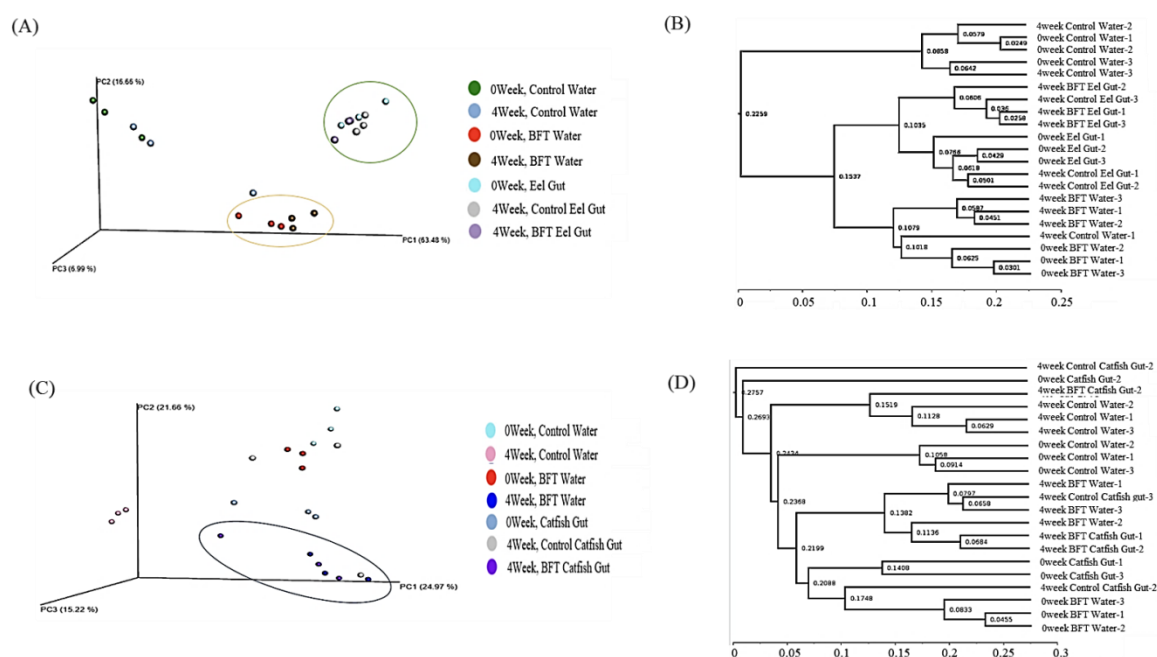 (A)
PC2 (16.66 %)
PC1 (63.48 %)
PC3 (6.99 %)
0Week, Control Water
4Week, Control Water
0Week, BFT Water
4Week, BFT Water
0Week, Eel Gut
4Week, Control Eel Gut
4Week, BFT Eel Gut
(B)
4week Control Water-2
0week Control Water-1
0week Control Water-2
0week Control Water-3
4week Control Water-3
4week BFT Eel Gut-2
4week Control Eel Gut-3
4week BFT Eel Gut-1
4week BFT Eel Gut-3
0week Eel Gut-1
0week Eel Gut-2
0week Eel Gut-3
4week Control Eel Gut-1
4week Control Eel Gut-2
4week BFT Water-3
4week BFT Water-1
4week BFT Water-2
4week Control Water-1
0week BFT Water-2
0week BFT Water-1
0week BFT Water-3
0.0579
0.0249
0.0858
0.0642
0.2259
0.0606
0.036
0.0258
0.1035
0.0766
0.0429
0.0619
0.0501
0.1537
0.0587
0.0451
0.1079
0.1018
0.0625
0.0301
0 0.05 0.1 0.15 0.2 0.25
(C)
PC2 (21.66 %)
PC1 (24.97 %)
PC3 (15.22 %)
0Week, Control Water
4Week, Control Water
0Week, BFT Water
4Week, BFT Water
0Week, Catfish Gut
4Week, Control Catfish Gut
4Week, BFT Catfish Gut
(D)
4week Control Catfish Gut-2
0week Catfish Gut-2
4week BFT Catfish Gut-2
4week Control Water-2
4week Control Water-1
4week Control Water-3
0week Control Water-2
0week Control Water-1
0week Control Water-3
4week BFT Water-1
4week Control Catfish gut-3
4week BFT Water-3
4week BFT Water-2
4week BFT Catfish Gut-1
4week BFT Catfish Gut-2
0week Catfish Gut-1
0week Catfish Gut-3
4week Control Catfish Gut-2
0week BFT Water-3
0week BFT Water-1
0week BFT Water-2
0.2757
0.2693
0.1519
0.1128
0.0629
0.1058
0.0914
0.2368
0.0797
0.0658
0.1382
0.1136
0.0684
0.2199
0.1408
0.2088
0.1748
0.0833
0.0455
0 0.05 0.1 0.15 0.2 0.25 0.3